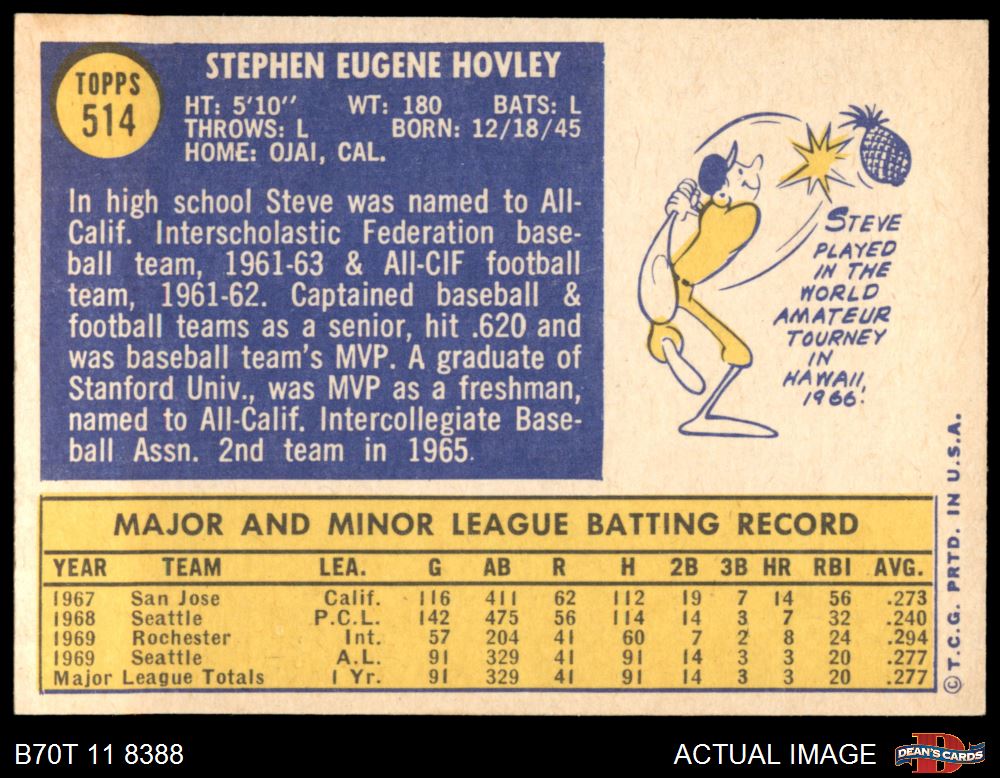 TOPPS
514
STEPHEN EUGENE HOVLEY
HT: 5'10" WT: 180 BATS: L
THROWS: L BORN: 12/18/45
HOME: OJAI, CAL.
In high school Steve was named to All-
Calif. Interscholastic Federation base-
ball team, 1961-63 & All-CIF football
team, 1961-62. Captained baseball &
football teams as a senior, hit .620 and
was baseball team's MVP. A graduate of
Stanford Univ., was MVP as a freshman,
named to All-Calif. Intercollegiate Base-
ball Assn. 2nd team in 1965.
STEVE
PLAYED
IN THE
WORLD
AMATEUR
TOURNEY
IN
HAWAII,
1966.
MAJOR AND MINOR LEAGUE BATTING RECORD
YEAR TEAM LEA. G AB R H 2B 3B HR RBI AVG.
1967 San Jose Calif. 116 411 62 112 19 7 14 56 .273
1968 Seattle P.C.L. 142 475 56 114 14 3 7 32 .240
1969 Rochester Int. 57 204 41 60 7 2 8 24 .294
1969 Seattle A.L. 91 329 41 91 14 3 3 20 .277
Major League Totals 1 Yr. 91 329 41 91 14 3 3 20 .277
© T.C.G. PRTD. IN U.S.A.
B70T 11 8388
ACTUAL IMAGE
D
DEAN'S CARDS